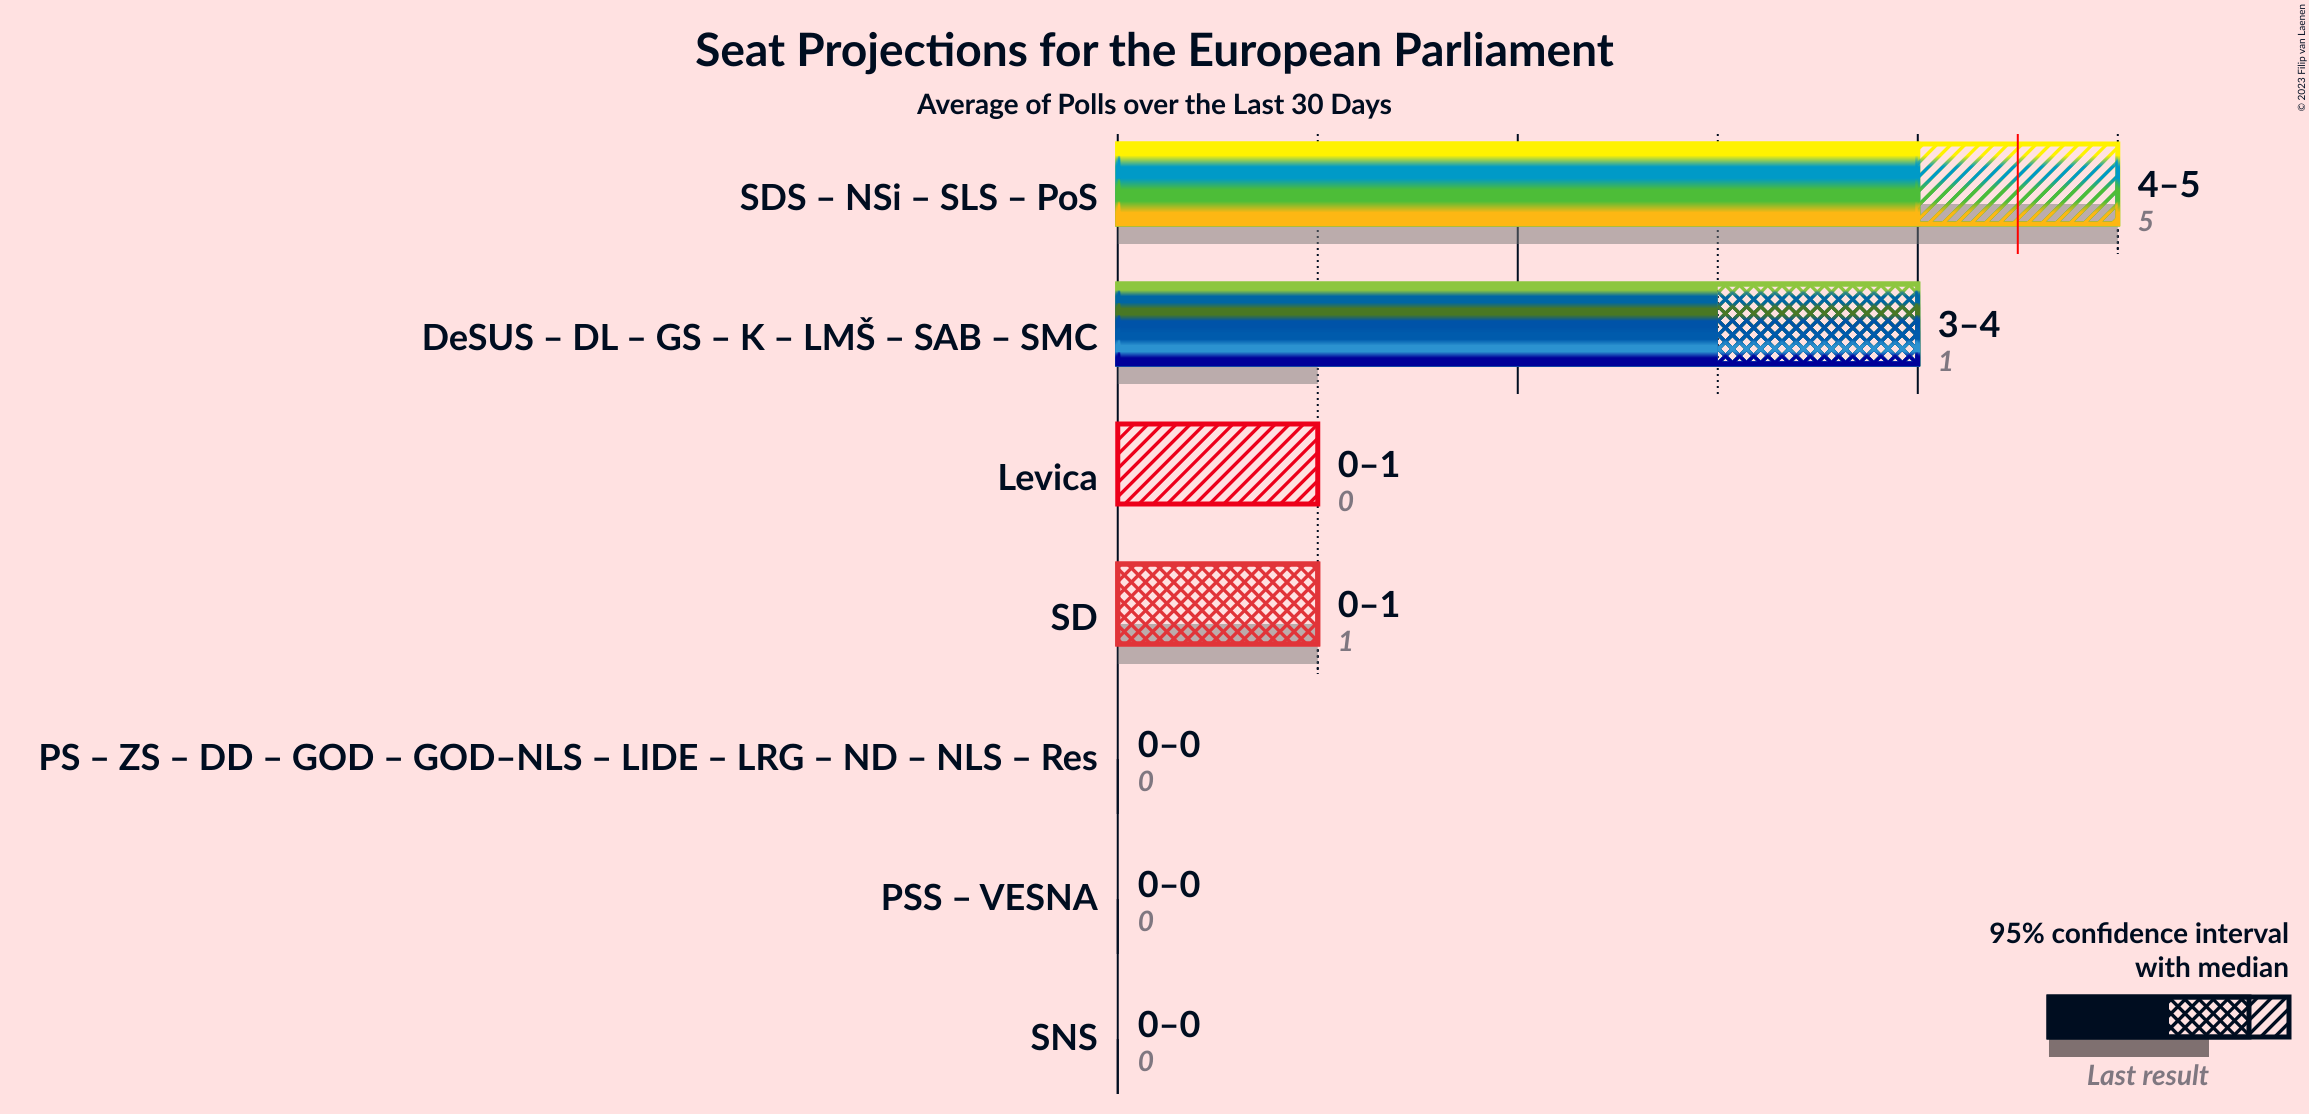 Seat Projections for the European Parliament
Average of Polls over the Last 30 Days
© 2023 Filip van Laenen
SDS – NSi – SLS – PoS
4–5
5
DeSUS – DL – GS – K – LMŠ – SAB – SMC
3–4
1
Levica
0–1
0
SD
0–1
1
PS – ZS – DD – GOD – GOD–NLS – LIDE – LRG – ND – NLS – Res
0–0
0
PSS – VESNA
0–0
0
SNS
0–0
0
95% confidence interval
with median
Last result